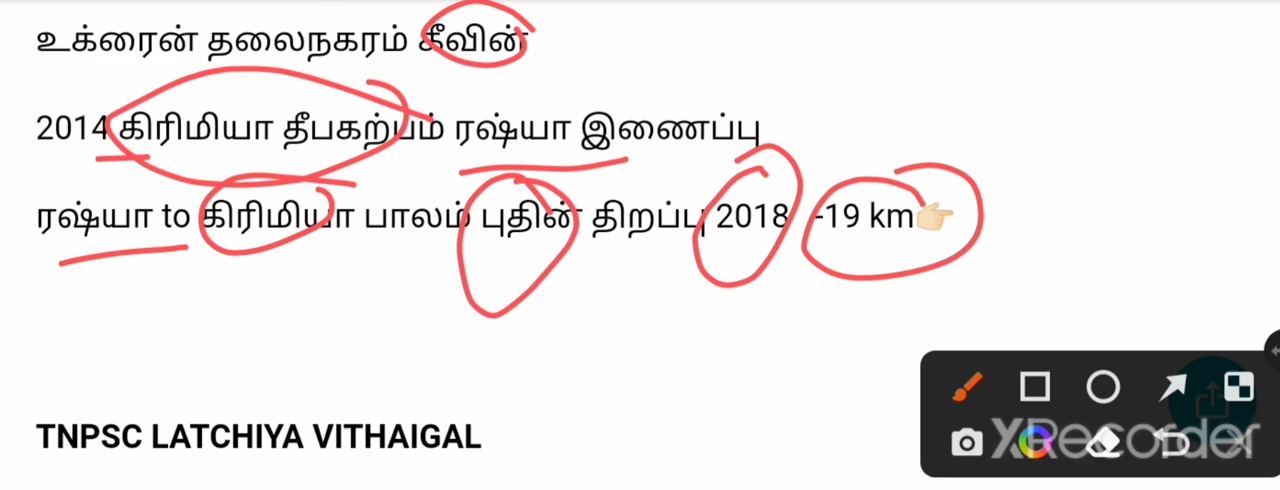 உக்ரைன் தலைநகரம் கீவின்
2014 கிரிமியா தீபகற்பம் ரஷ்யா இணைப்பு
ரஷ்யா to கிரிமியா பாலம் புதின் திறப்பு 2018 -19 km👉🏻
TNPSC LATCHIYA VITHAIGAL
XRecorder